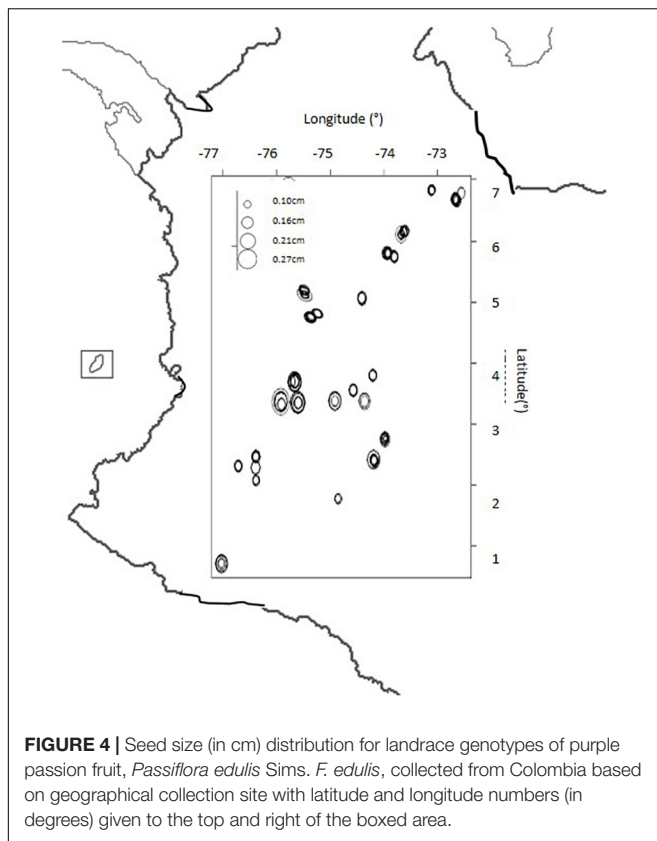 Longitude (°)
-77 -76 -75 -74 -73
0.10cm
0.16cm
0.21cm
0.27cm
7
6
5
4
3
2
1
Latitude(°)
FIGURE 4 | Seed size (in cm) distribution for landrace genotypes of purple
passion fruit, Passiflora edulis Sims. F. edulis, collected from Colombia based
on geographical collection site with latitude and longitude numbers (in
degrees) given to the top and right of the boxed area.